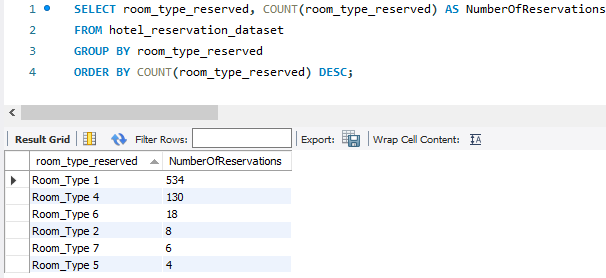 1 SELECT room_type_reserved, COUNT(room_type_reserved) AS NumberOfReservations
2 FROM hotel_reservation_dataset
3 GROUP BY room_type_reserved
4 ORDER BY COUNT(room_type_reserved) DESC;
Result Grid Filter Rows: Export: Wrap Cell Content: IA
room_type_reserved NumberOfReservations
Room_Type 1 534
Room_Type 4 130
Room_Type 6 18
Room_Type 2 8
Room_Type 7 6
Room_Type 5 4